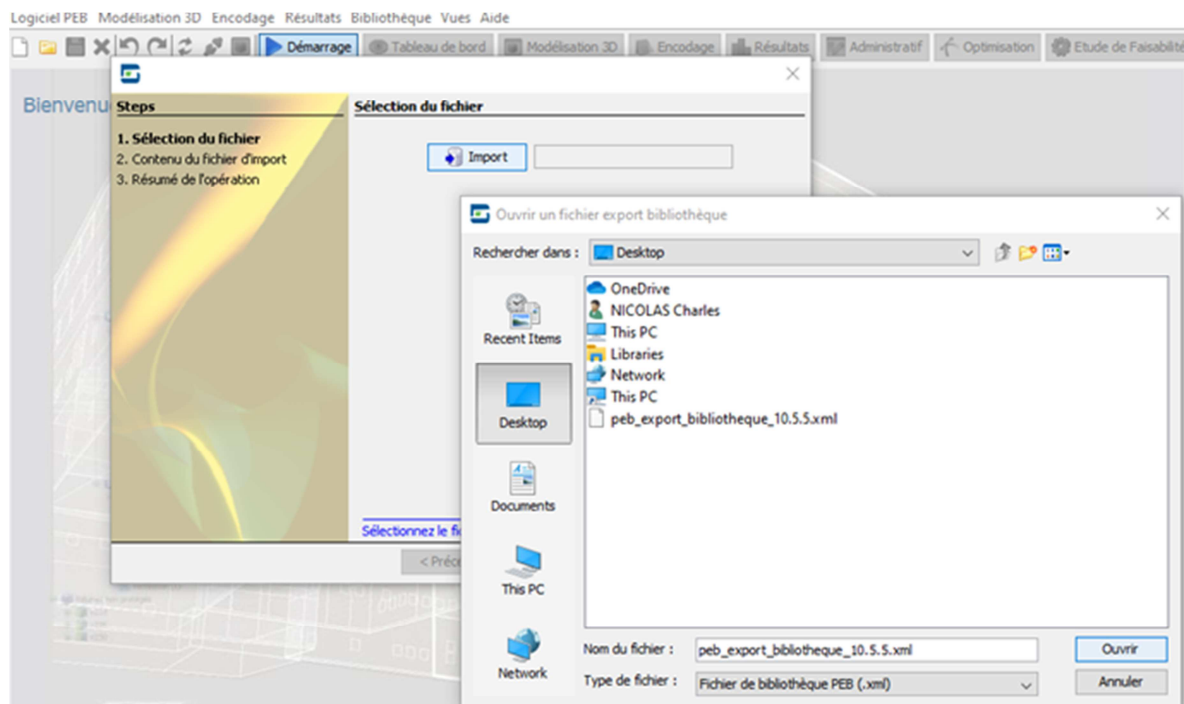 Logiciel PEB Modélisation 3D Encodage Résultats Bibliothèque Vues Aide
Démarrage Tableau de bord Modélisation 3D Encodage Résultats Administratif Optimisation Etude de Faisabilité
Bienvenu
Steps
1. Sélection du fichier
2. Contenu du fichier d'import
3. Résumé de l'opération
Sélection du fichier
Import
Sélectionnez le
< Préc
Ouvrir un fichier export bibliothèque
Rechercher dans : Desktop
Recent Items
Desktop
Documents
This PC
Network
OneDrive
NICOLAS Charles
This PC
Libraries
Network
This PC
peb_export_bibliotheque_10.5.5.xml
Nom du fichier : peb_export_bibliotheque_10.5.5.xml Ouvrir
Type de fichier : Fichier de bibliothèque PEB (.xml) Annuler